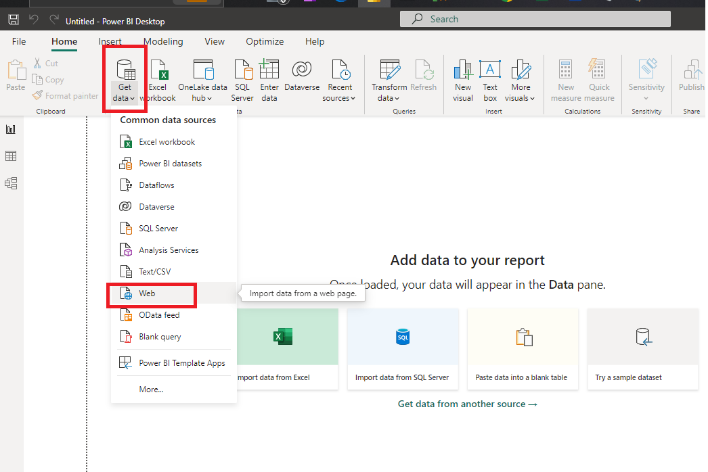 Untitled - Power BI Desktop
Search
File Home Insert Modeling View Optimize Help
Paste
Cut
Copy
Format painter
Clipboard
Get data
Excel workbook
OneLake data hub
SQL Server
Enter data
Dataverse
Recent sources
Transform data
Refresh
Queries
New visual
Text box
More visuals
Insert
New measure
Quick measure
Calculations
Sensitivity
Sensitivity
Publish
Share
Common data sources
Excel workbook
Power BI datasets
Dataflows
Dataverse
SQL Server
Analysis Services
Text/CSV
Web
Import data from a web page.
OData feed
Blank query
Power BI Template Apps
More...
Add data to your report
Once loaded, your data will appear in the Data pane.
mport data from Excel
Import data from SQL Server
Paste data into a blank table
Try a sample dataset
Get data from another source →